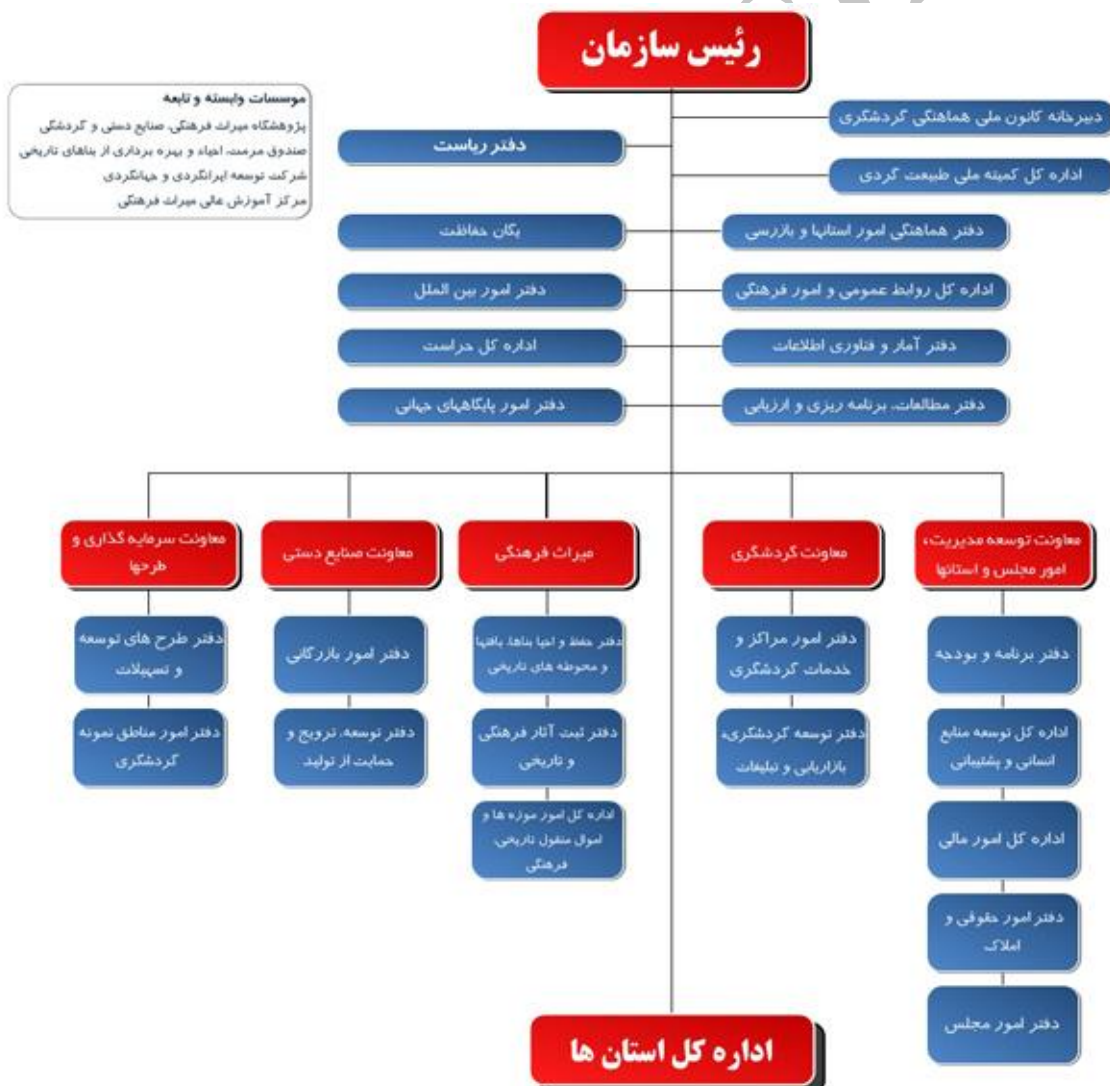 رئیس سازمان
موسسات وابسته و تابعه
پژوهشگاه میراث فرهنگی، صنایع دستی و گردشگی
صندوق مرمت، احیاء و بهره برداری از بناهای تاریخی
شرکت توسعه ایرانگردی و جهانگردی
مرکز آموزش عالی میراث فرهنگی
دبیرخانه کانون ملی هماهنگی گردشگری
دفتر ریاست
اداره کل کمیته ملی طبیعت گردی
دفتر هماهنگی امور استانها و بازرسی
یگان حفاظت
اداره کل روابط عمومی و امور فرهنگی
دفتر امور بین الملل
دفتر آمار و فناوری اطلاعات
اداره کل حراست
دفتر مطالعات، برنامه ریزی و ارزیابی
دفتر امور پایگاههای جهانی
معاونت توسعه مدیریت،
امور مجلس و استانها
معاونت گردشگری
میراث فرهنگی
معاونت صنایع دستی
معاونت سرمایه گذاری و
طرحها
دفتر برنامه و بودجه
دفتر امور مراکز و
خدمات گردشگری
دفتر حفظ و احیا بناها، بافتها
و محوطه های تاریخی
دفتر امور بازرگانی
دفتر طرح های توسعه
و تسهیلات
اداره کل توسعه منابع
انسانی و پشتیبانی
دفتر توسعه گردشگری،
بازاریابی و تبلیغات
دفتر ثبت آثار فرهنگی
و تاریخی
دفتر توسعه، ترویج و
حمایت از تولید
دفتر امور مناطق نمونه
گردشگری
اداره کل امور مالی
اداره کل امور موزه ها و
اموال منقول تاریخی،
فرهنگی
دفتر امور حقوقی و
املاک
دفتر امور مجلس
اداره کل استان ها